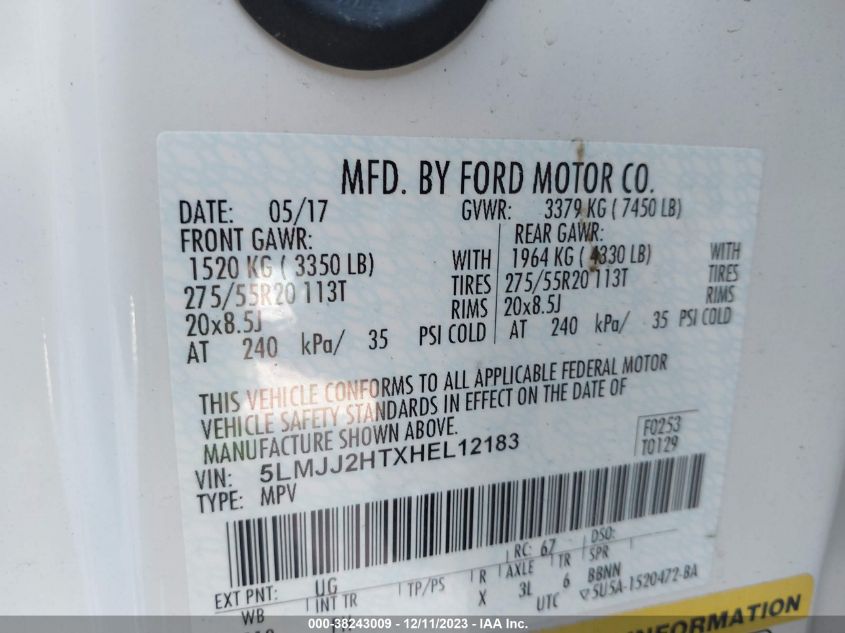 MFD. BY FORD MOTOR CO.
DATE: 05/17 GVWR: 3379 KG ( 7450 LB)
FRONT GAWR: REAR GAWR:
1520 KG ( 3350 LB) WITH 1964 KG ( 4330 LB) WITH
275/55R20 113T TIRES 275/55R20 113T TIRES
20x8.5J RIMS 20x8.5J RIMS
AT 240 kPa/ 35 PSI COLD AT 240 kPa/ 35 PSI COLD
THIS VEHICLE CONFORMS TO ALL APPLICABLE FEDERAL MOTOR
VEHICLE SAFETY STANDARDS IN EFFECT ON THE DATE OF
MANUFACTURE SHOWN ABOVE.
F0253
T0129
VIN: 5LMJJ2HTXHEL12183
TYPE: MPV
EXT PNT: UG RC: 67 DSO:
WB INT TR TP/PS R AXLE TR SPR
X 3L 6 BBNN
UTC 5U5A-1520472-BA
INFORMATION
000-38243009 - 12/11/2023 - IAA Inc.